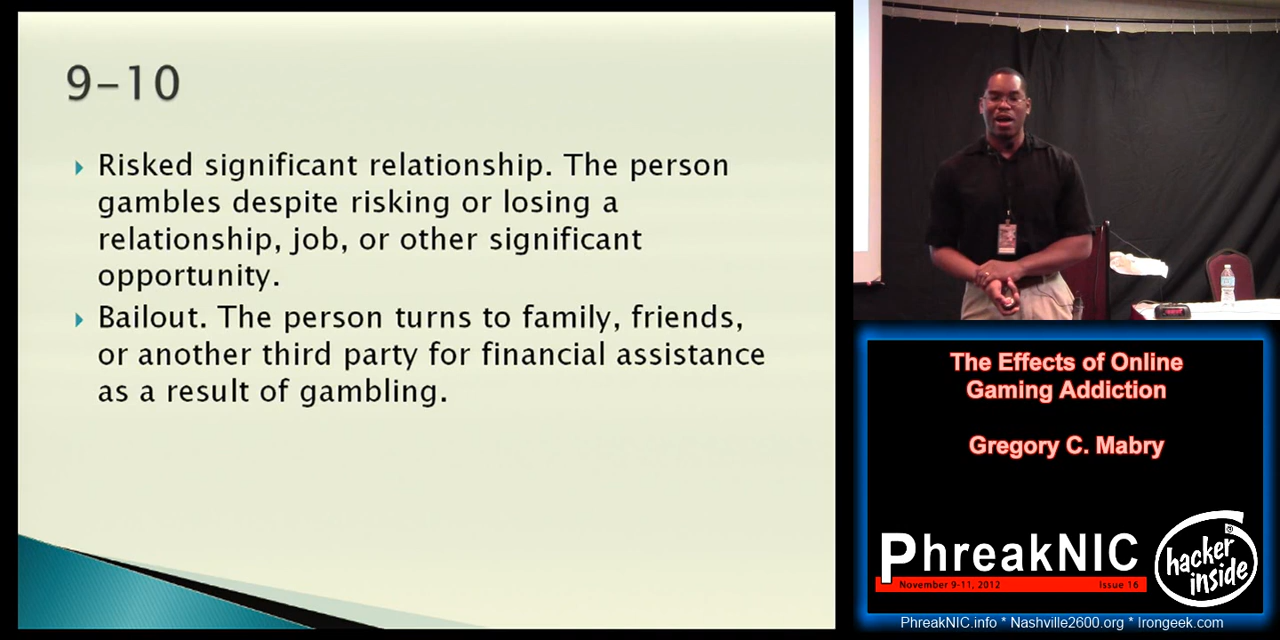 9-10
Risked significant relationship. The person
gambles despite risking or losing a
relationship, job, or other significant
opportunity.
Bailout. The person turns to family, friends,
or another third party for financial assistance
as a result of gambling.
The Effects of Online
Gaming Addiction
Gregory C. Mabry
PhreakNIC
November 9-11, 2012 Issue 16
hacker
inside
PhreakNIC.info * Nashville2600.org * Irongeek.com